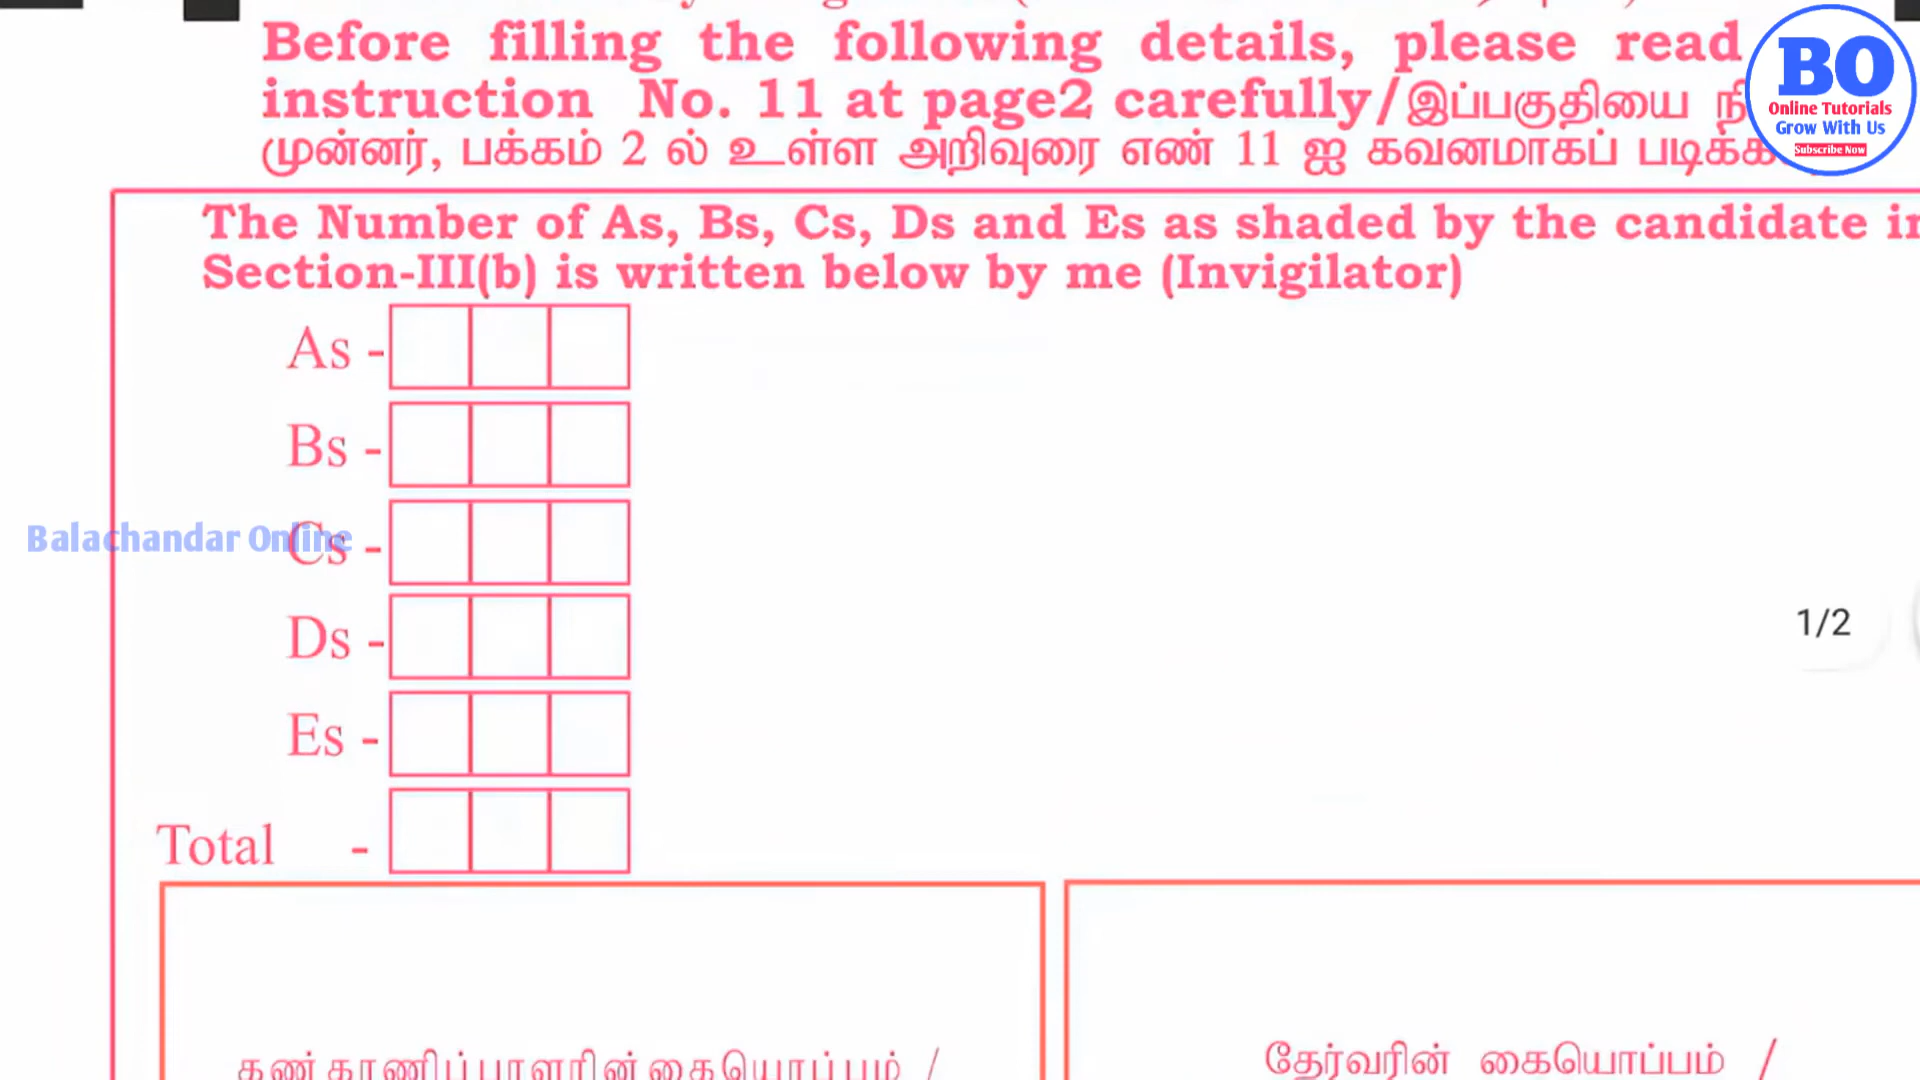 Before filling the following details, please read
instruction No. 11 at page2 carefully/இப்பகுதியை
முன்னர், பக்கம் 2 ல் உள்ள அறிவுரை எண் 11 ஐ கவனமாகப்
BO
Online Tutorials
Grow With Us
Subscribe Now
The Number of As, Bs, Cs, Ds and Es as shaded by the candidate in
Section-III(b) is written below by me (Invigilator)
As -
Bs -
Balachandar Online
Cs -
Ds -
1/2
Es -
Total -
கண்காணிப்பாளரின் கையொப்பம் /
தேர்வரின் கையொப்பம் /